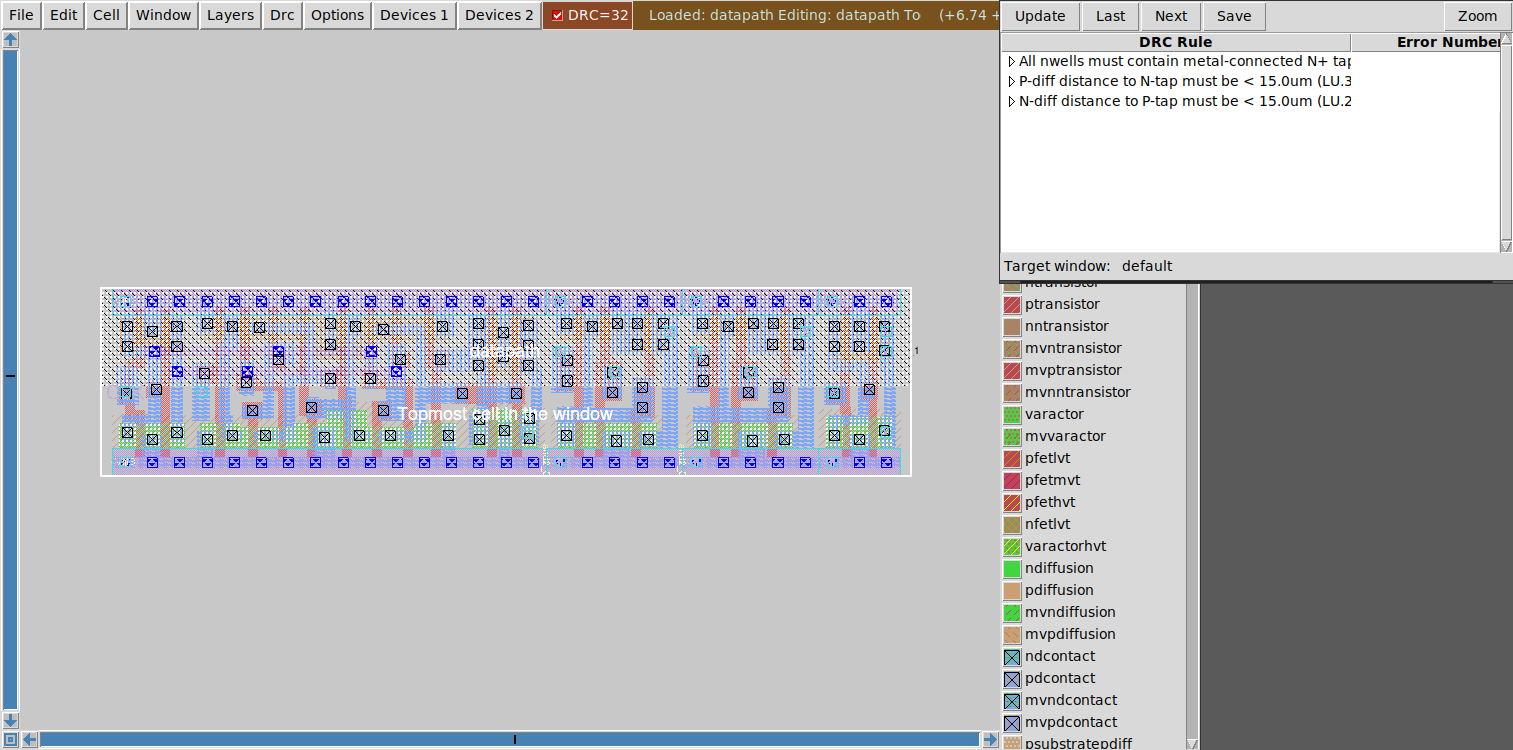 File Edit Cell Window Layers Drc Options Devices 1 Devices 2 DRC=32 Loaded: datapath Editing: datapath To (+6.74 +
Update Last Next Save Zoom
DRC Rule Error Number
All nwells must contain metal-connected N+ tap
P-diff distance to N-tap must be < 15.0um (LU.3
N-diff distance to P-tap must be < 15.0um (LU.2
Target window: default
ntransistor
ptransistor
nntransistor
mvntransistor
mvptransistor
mvnntransistor
varactor
mvvaractor
pfetlvt
pfetmvt
pfethvt
nfetlvt
varactorhvt
ndiffusion
pdiffusion
mvndiffusion
mvpdiffusion
ndcontact
pdcontact
mvndcontact
mvpdcontact
psubstratepdiff
datapath
1
Topmost cell in the window